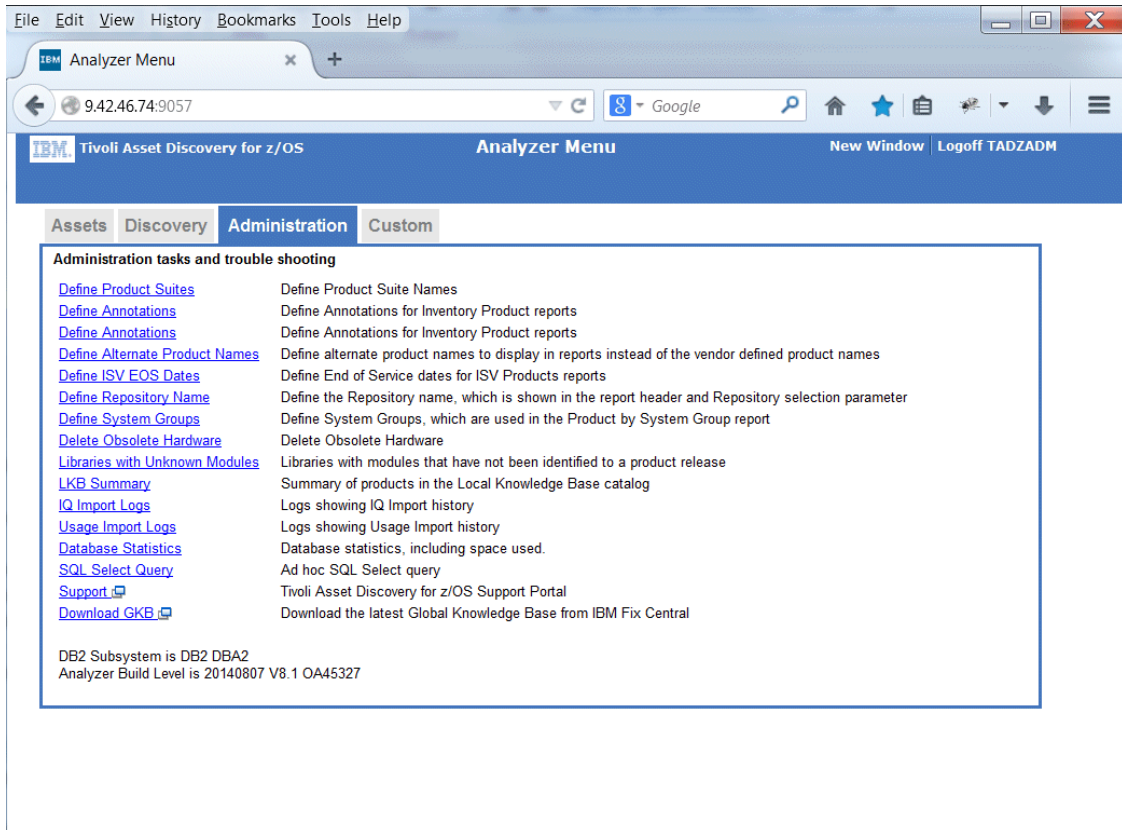 File Edit View History Bookmarks Tools Help
IBM Analyzer Menu
9.42.46.74:9057 8 Google
IBM. Tivoli Asset Discovery for z/OS Analyzer Menu New Window Logoff TADZADM
Assets Discovery Administration Custom
Administration tasks and trouble shooting
Define Product Suites Define Product Suite Names
Define Annotations Define Annotations for Inventory Product reports
Define Annotations Define Annotations for Inventory Product reports
Define Alternate Product Names Define alternate product names to display in reports instead of the vendor defined product names
Define ISV EOS Dates Define End of Service dates for ISV Products reports
Define Repository Name Define the Repository name, which is shown in the report header and Repository selection parameter
Define System Groups Define System Groups, which are used in the Product by System Group report
Delete Obsolete Hardware Delete Obsolete Hardware
Libraries with Unknown Modules Libraries with modules that have not been identified to a product release
LKB Summary Summary of products in the Local Knowledge Base catalog
IQ Import Logs Logs showing IQ Import history
Usage Import Logs Logs showing Usage Import history
Database Statistics Database statistics, including space used.
SQL Select Query Ad hoc SQL Select query
Support Tivoli Asset Discovery for z/OS Support Portal
Download GKB Download the latest Global Knowledge Base from IBM Fix Central
DB2 Subsystem is DB2 DBA2
Analyzer Build Level is 20140807 V8.1 OA45327